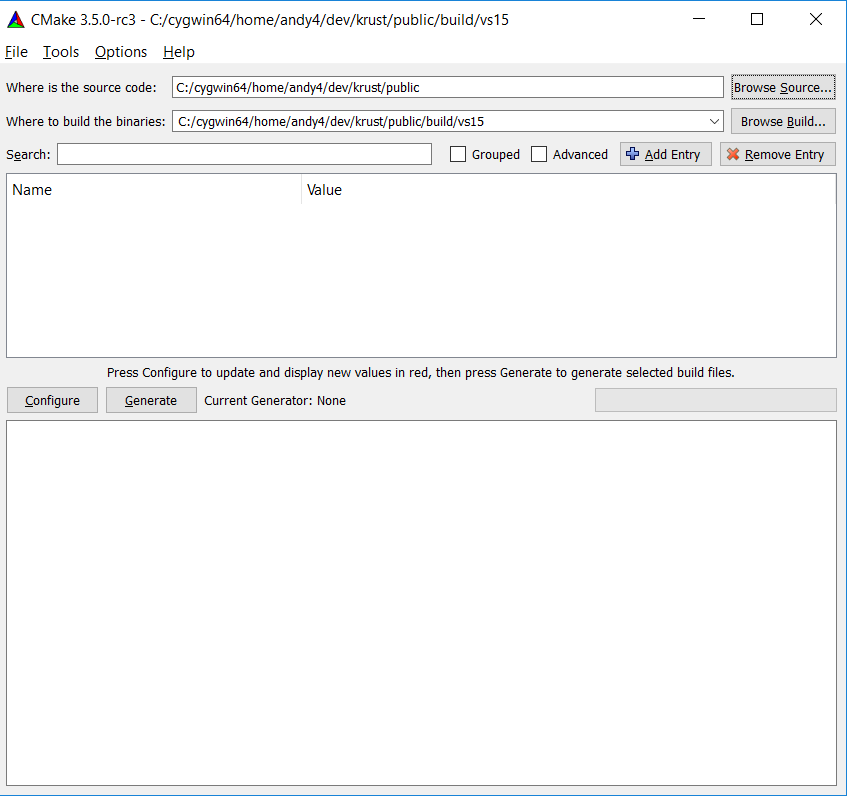 CMake 3.5.0-rc3 - C:/cygwin64/home/andy4/dev/krust/public/build/vs15
File Tools Options Help
Where is the source code: C:/cygwin64/home/andy4/dev/krust/public Browse Source...
Where to build the binaries: C:/cygwin64/home/andy4/dev/krust/public/build/vs15 Browse Build...
Search: Grouped Advanced Add Entry Remove Entry
Name Value
Press Configure to update and display new values in red, then press Generate to generate selected build files.
Configure Generate Current Generator: None